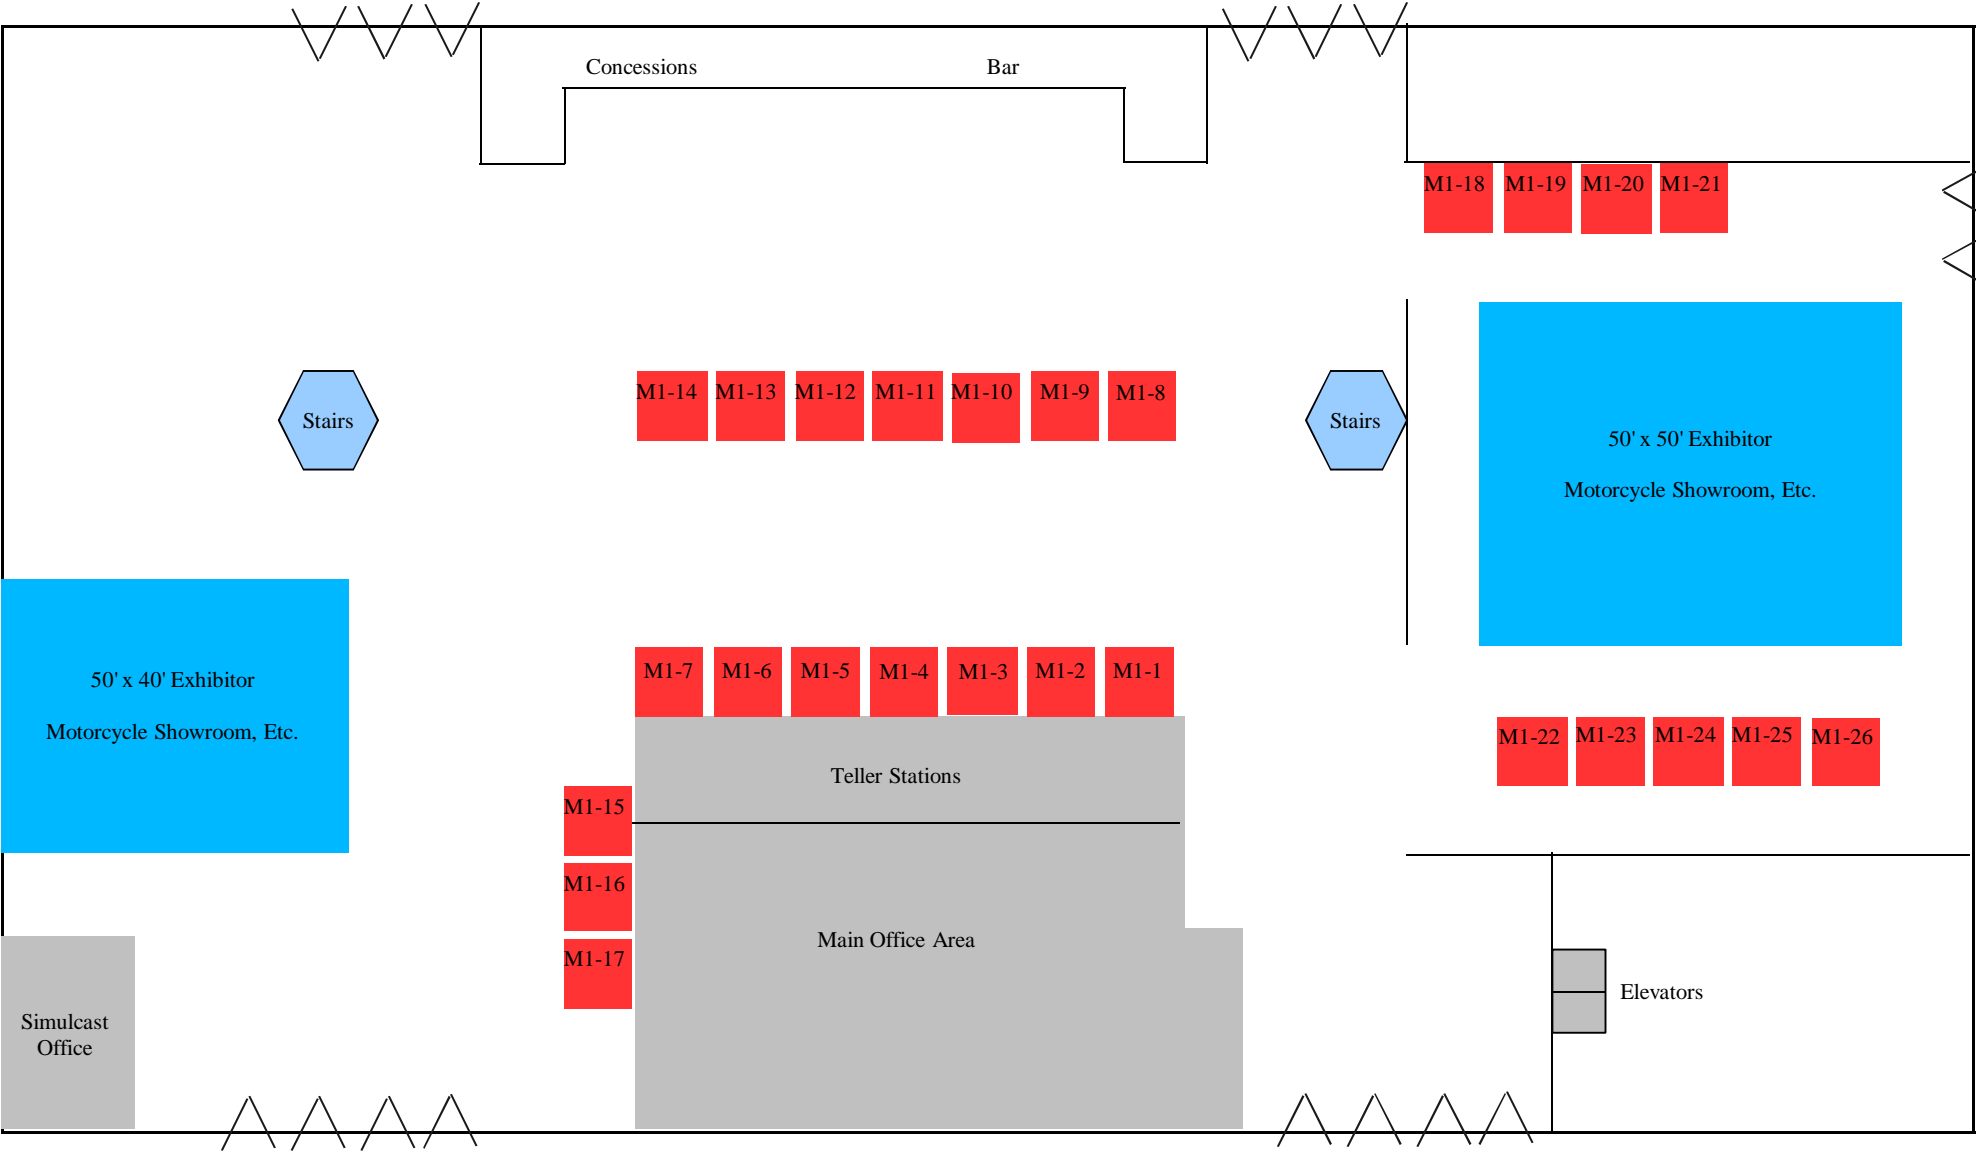 Concessions
Bar
M1-18
M1-19
M1-20
M1-21
M1-14
M1-13
M1-12
M1-11
M1-10
M1-9
M1-8
Stairs
Stairs
50' x 50' Exhibitor
Motorcycle Showroom, Etc.
50' x 40' Exhibitor
Motorcycle Showroom, Etc.
M1-7
M1-6
M1-5
M1-4
M1-3
M1-2
M1-1
M1-22
M1-23
M1-24
M1-25
M1-26
Teller Stations
M1-15
M1-16
M1-17
Main Office Area
Simulcast
Office
Elevators